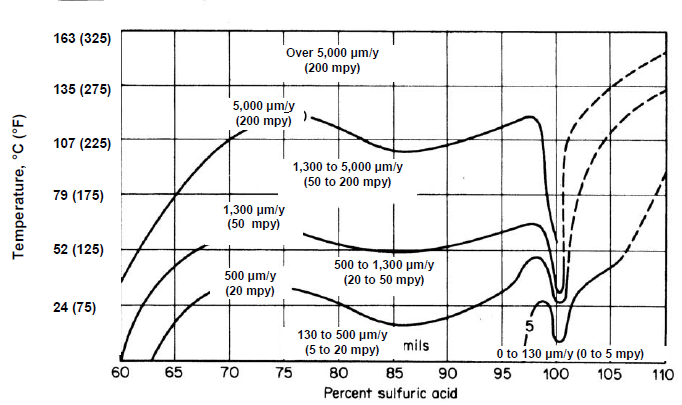 163 (325)
135 (275)
107 (225)
79 (175)
52 (125)
24 (75)
Temperature, °C (°F)
Over 5,000 µm/y
(200 mpy)
5,000 µm/y
(200 mpy)
1,300 to 5,000 µm/y
(50 to 200 mpy)
1,300 µm/y
(50 mpy)
500 to 1,300 µm/y
(20 to 50 mpy)
500 µm/y
(20 mpy)
130 to 500 µm/y
(5 to 20 mpy)
mils
5
0 to 130 µm/y (0 to 5 mpy)
60 65 70 75 80 85 90 95 100 105 110
Percent sulfuric acid